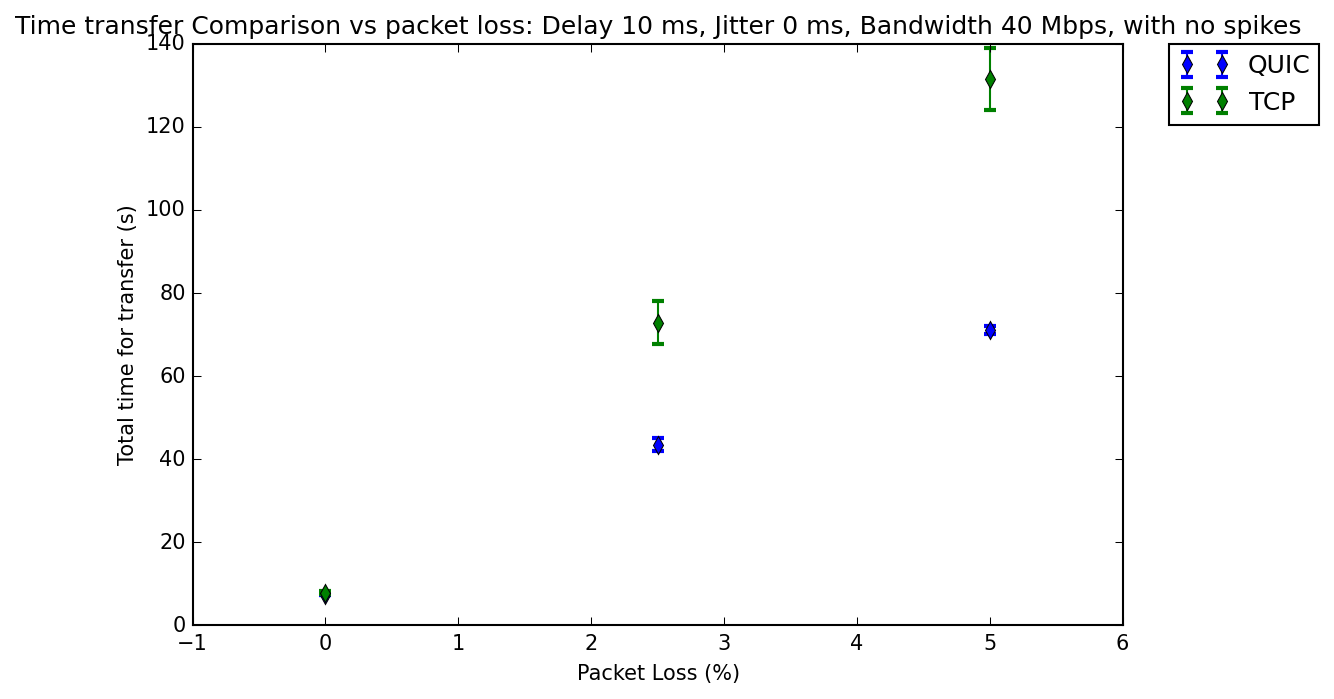 Time transfer Comparison vs packet loss: Delay 10 ms, Jitter 0 ms, Bandwidth 40 Mbps, with no spikes
QUIC
TCP
140
120
100
80
60
40
20
0
Total time for transfer (s)
−1 0 1 2 3 4 5 6
Packet Loss (%)